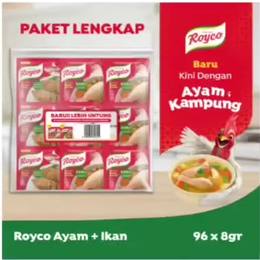 PAKET LENGKAP
Royco
Baru
Kini Dengan
Ayam
Kampung
BARU!! LEBIH UNTUNG
Royco Ayam + Ikan
96 x 8gr